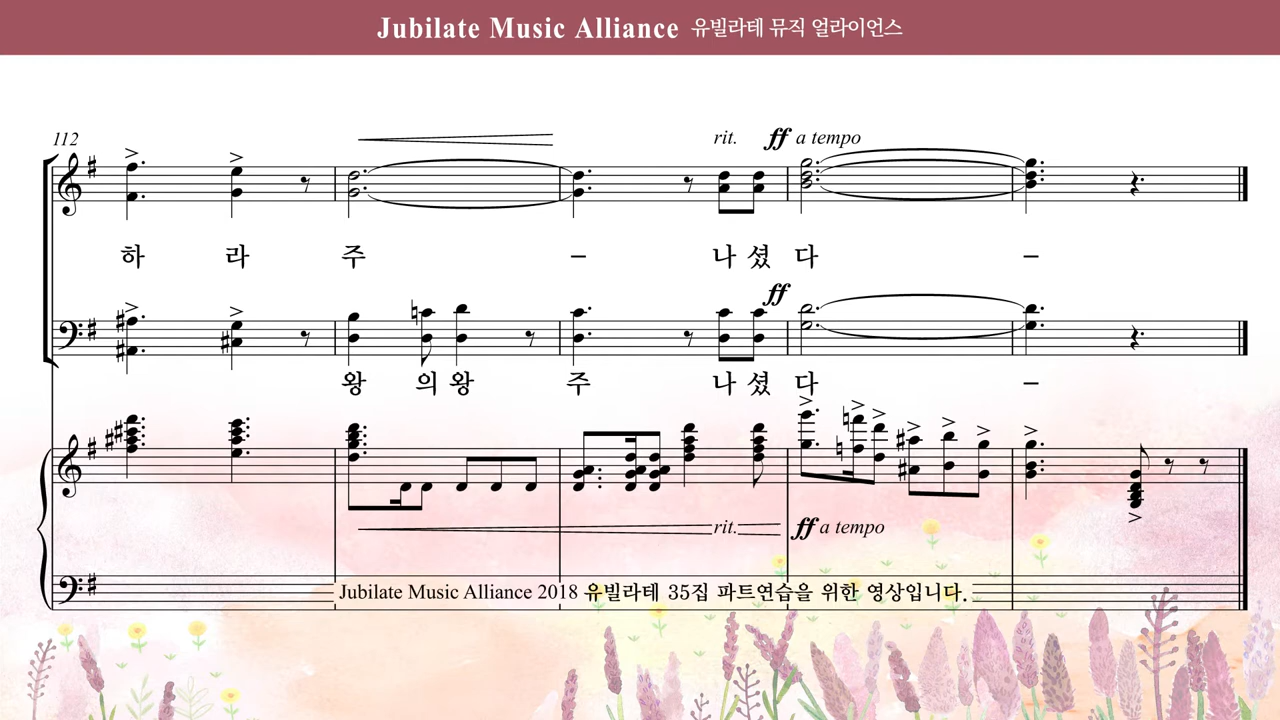 Jubilate Music Alliance 유빌라테 뮤직 얼라이언스
112
rit. ff a tempo
하 라 주 – 나 셨 다 –
ff
왕 의 왕 주 나 셨 다 –
rit. ff a tempo
Jubilate Music Alliance 2018 유빌라테 35집 파트연습을 위한 영상입니다.